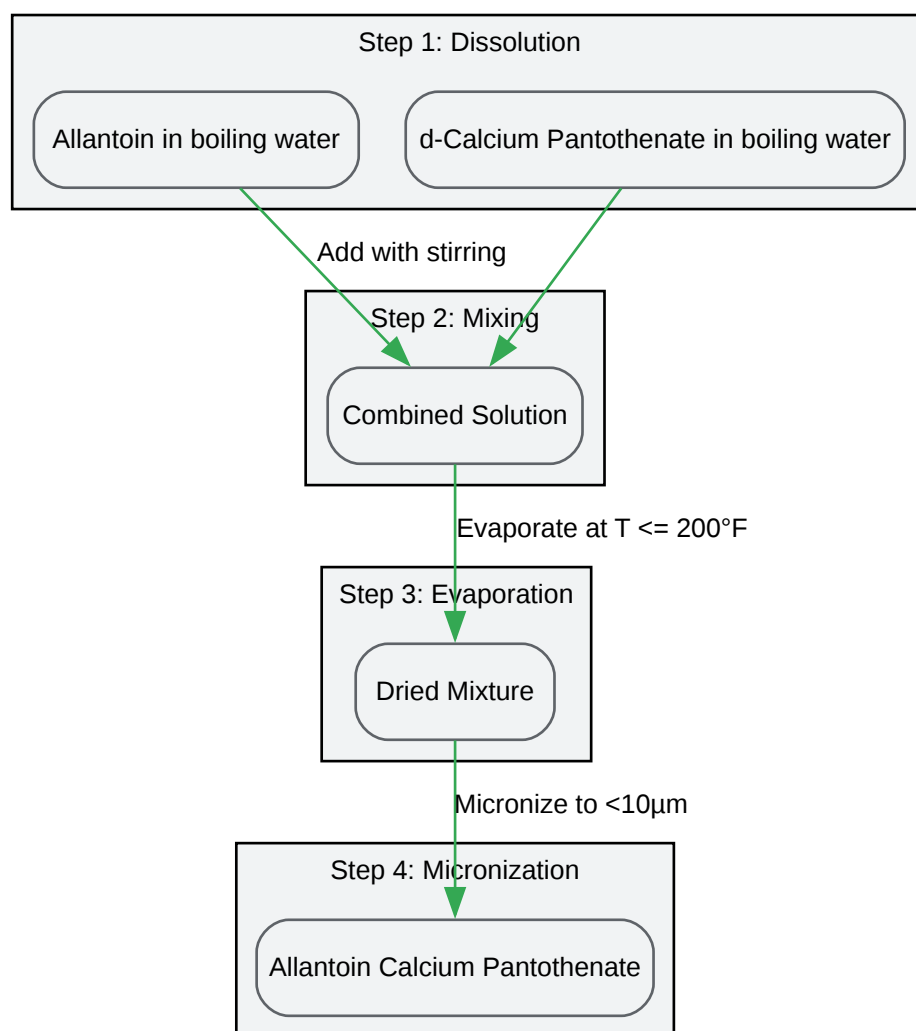 Step 1: Dissolution
Allantoin in boiling water
d-Calcium Pantothenate in boiling water
Add with stirring
Step 2: Mixing
Combined Solution
Evaporate at T <= 200°F
Step 3: Evaporation
Dried Mixture
Micronize to <10µm
Step 4: Micronization
Allantoin Calcium Pantothenate